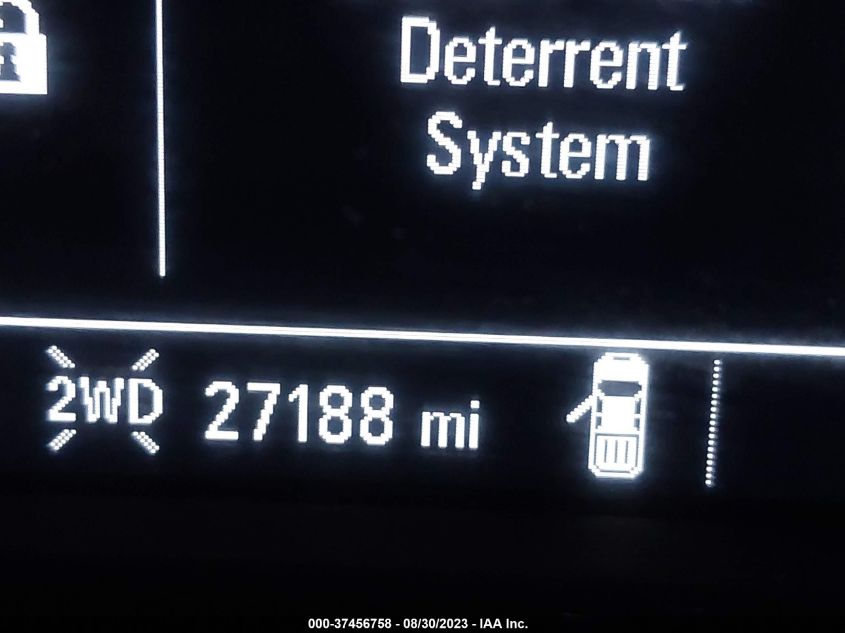 Deterrent
System
2WD 27188 mi
000-37456758 - 08/30/2023 - IAA Inc.